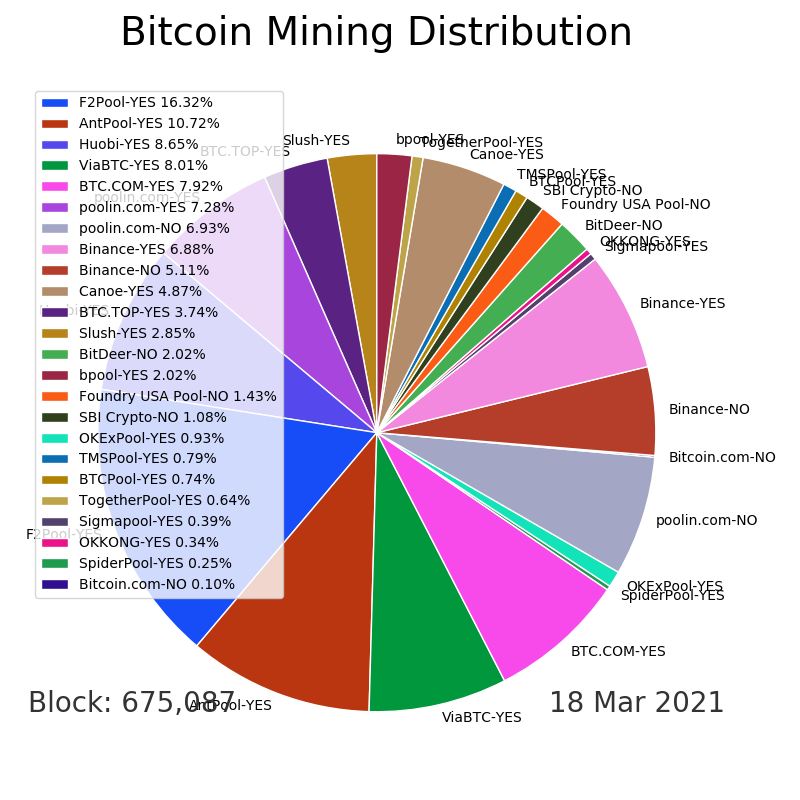 Bitcoin Mining Distribution
F2Pool-YES 16.32%
AntPool-YES 10.72%
Huobi-YES 8.65%
ViaBTC-YES 8.01%
BTC.COM-YES 7.92%
poolin.com-YES 7.28%
poolin.com-NO 6.93%
Binance-YES 6.88%
Binance-NO 5.11%
Canoe-YES 4.87%
BTC.TOP-YES 3.74%
Slush-YES 2.85%
BitDeer-NO 2.02%
bpool-YES 2.02%
Foundry USA Pool-NO 1.43%
SBI Crypto-NO 1.08%
OKExPool-YES 0.93%
TMSPool-YES 0.79%
BTCPool-YES 0.74%
TogetherPool-YES 0.64%
Sigmapool-YES 0.39%
OKKONG-YES 0.34%
SpiderPool-YES 0.25%
Bitcoin.com-NO 0.10%
Slush-YES
BTC.TOP-YES
poolin.com-YES
Huobi-YES
F2Pool-YES
AntPool-YES
ViaBTC-YES
BTC.COM-YES
SpiderPool-YES
OKExPool-YES
poolin.com-NO
Bitcoin.com-NO
Binance-NO
Binance-YES
Sigmapool-YES
OKKONG-YES
BitDeer-NO
Foundry USA Pool-NO
SBI Crypto-NO
BTCPool-YES
TMSPool-YES
Canoe-YES
TogetherPool-YES
bpool-YES
Block: 675,087
18 Mar 2021